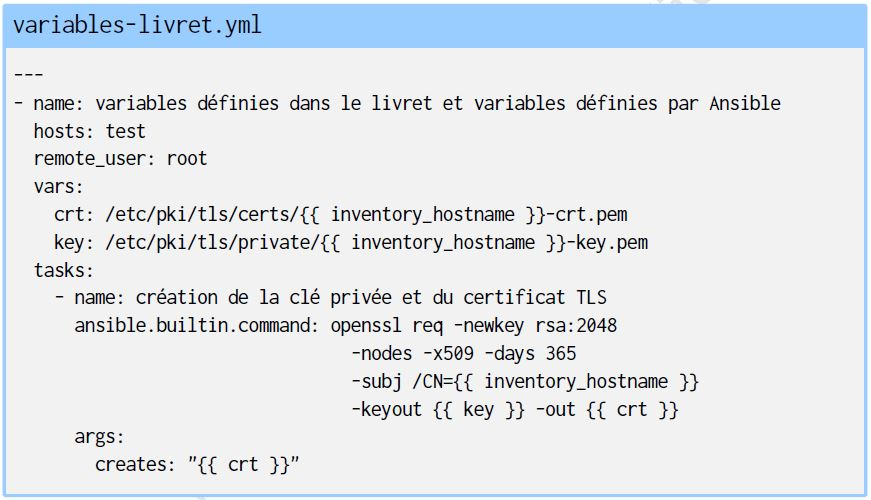 variables-livret.yml
---
- name: variables définies dans le livret et variables définies par Ansible
  hosts: test
  remote_user: root
  vars:
    crt: /etc/pki/tls/certs/{{ inventory_hostname }}-crt.pem
    key: /etc/pki/tls/private/{{ inventory_hostname }}-key.pem
  tasks:
    - name: création de la clé privée et du certificat TLS
      ansible.builtin.command: openssl req -newkey rsa:2048
                                 -nodes -x509 -days 365
                                 -subj /CN={{ inventory_hostname }}
                                 -keyout {{ key }} -out {{ crt }}
      args:
        creates: "{{ crt }}"